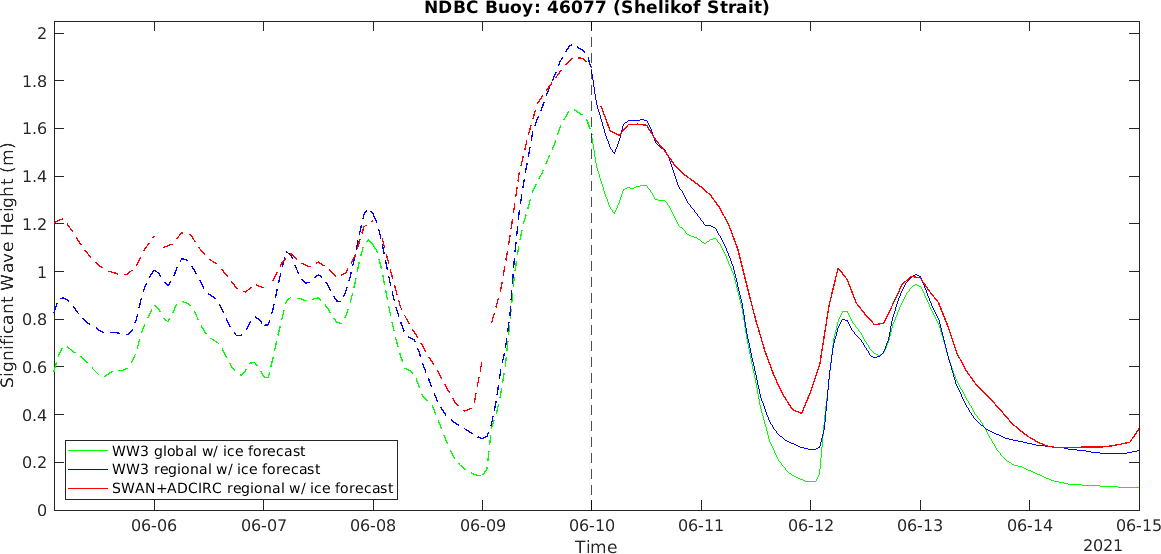 NDBC Buoy: 46077 (Shelikof Strait)
Significant Wave Height (m)
2
1.8
1.6
1.4
1.2
1
0.8
0.6
0.4
0.2
0
WW3 global w/ ice forecast
WW3 regional w/ ice forecast
SWAN+ADCIRC regional w/ ice forecast
06-06 06-07 06-08 06-09 06-10 06-11 06-12 06-13 06-14 06-15
Time
2021